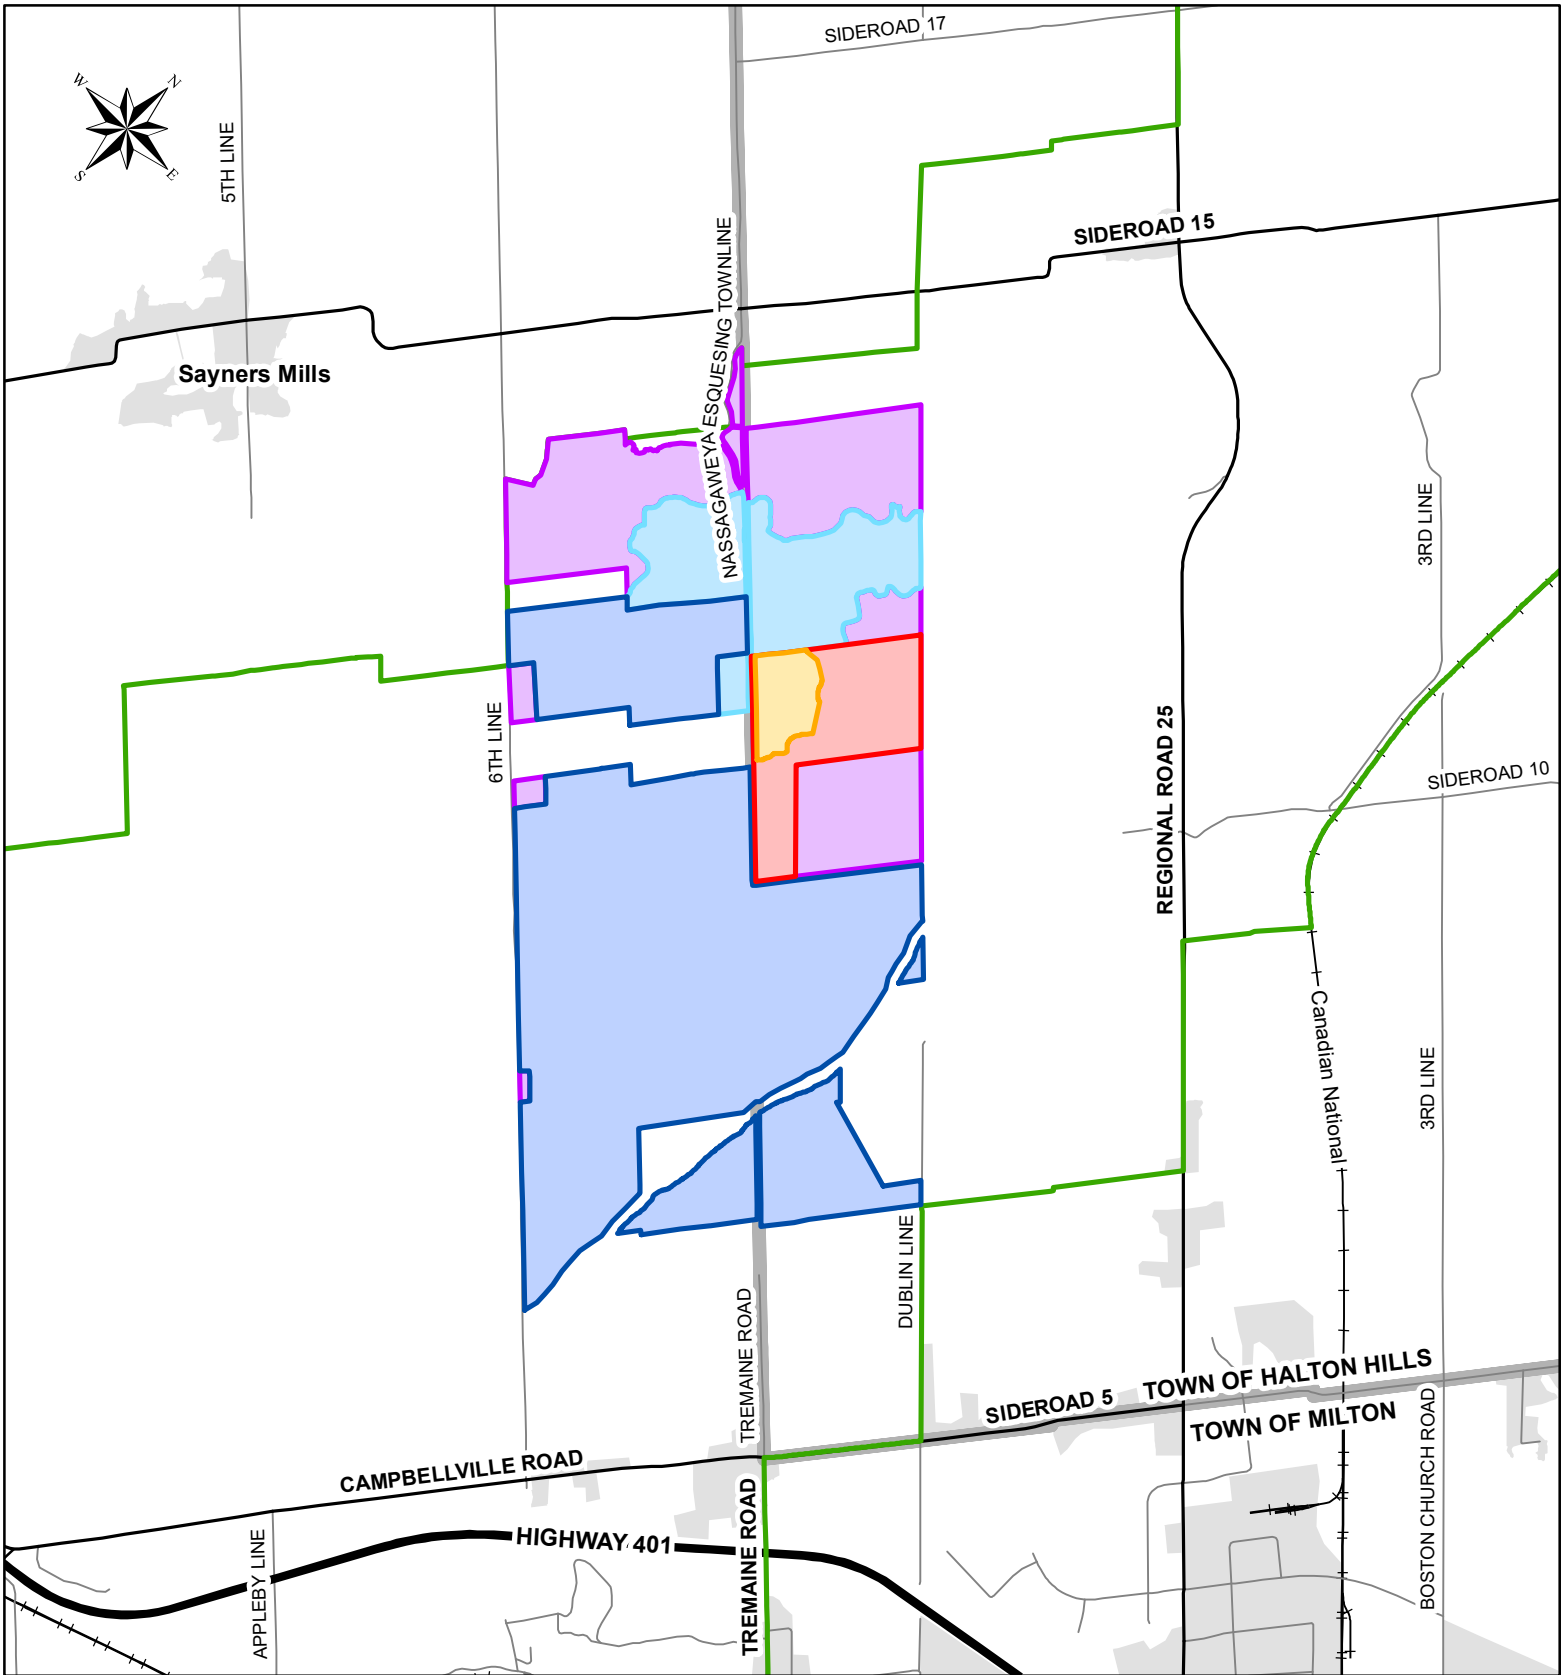 SIDEROAD 17
W
N
S
E
5TH LINE
SIDEROAD 15
NASSAGAWEYA ESQUESING TOWNLINE
Sayners Mills
3RD LINE
6TH LINE
REGIONAL ROAD 25
SIDEROAD 10
Canadian National
3RD LINE
DUBLIN LINE
TREMAINE ROAD
TOWN OF HALTON HILLS
SIDEROAD 5
TOWN OF MILTON
CAMPBELLVILLE ROAD
BOSTON CHURCH ROAD
HIGHWAY 401
TREMAINE ROAD
APPLEBY LINE